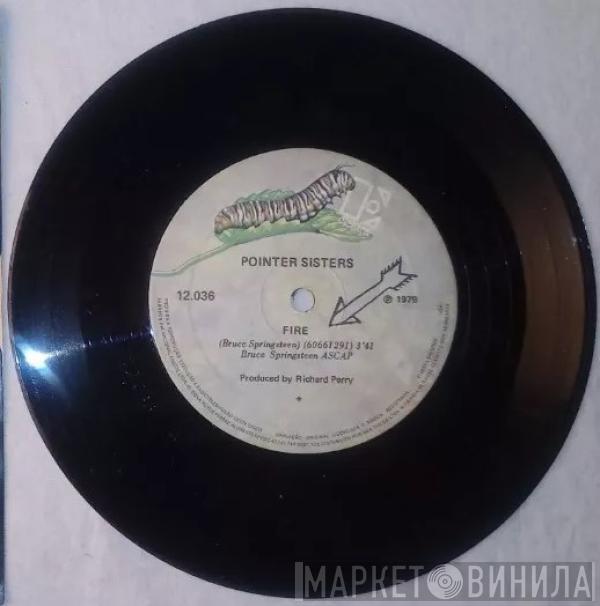 POINTER SISTERS
12.036
℗ 1979
FIRE
(Bruce Springsteen) (60661291) 3'41
Bruce Springsteen ASCAP
Produced by Richard Perry
МАРКЕТ ВИНИЛА